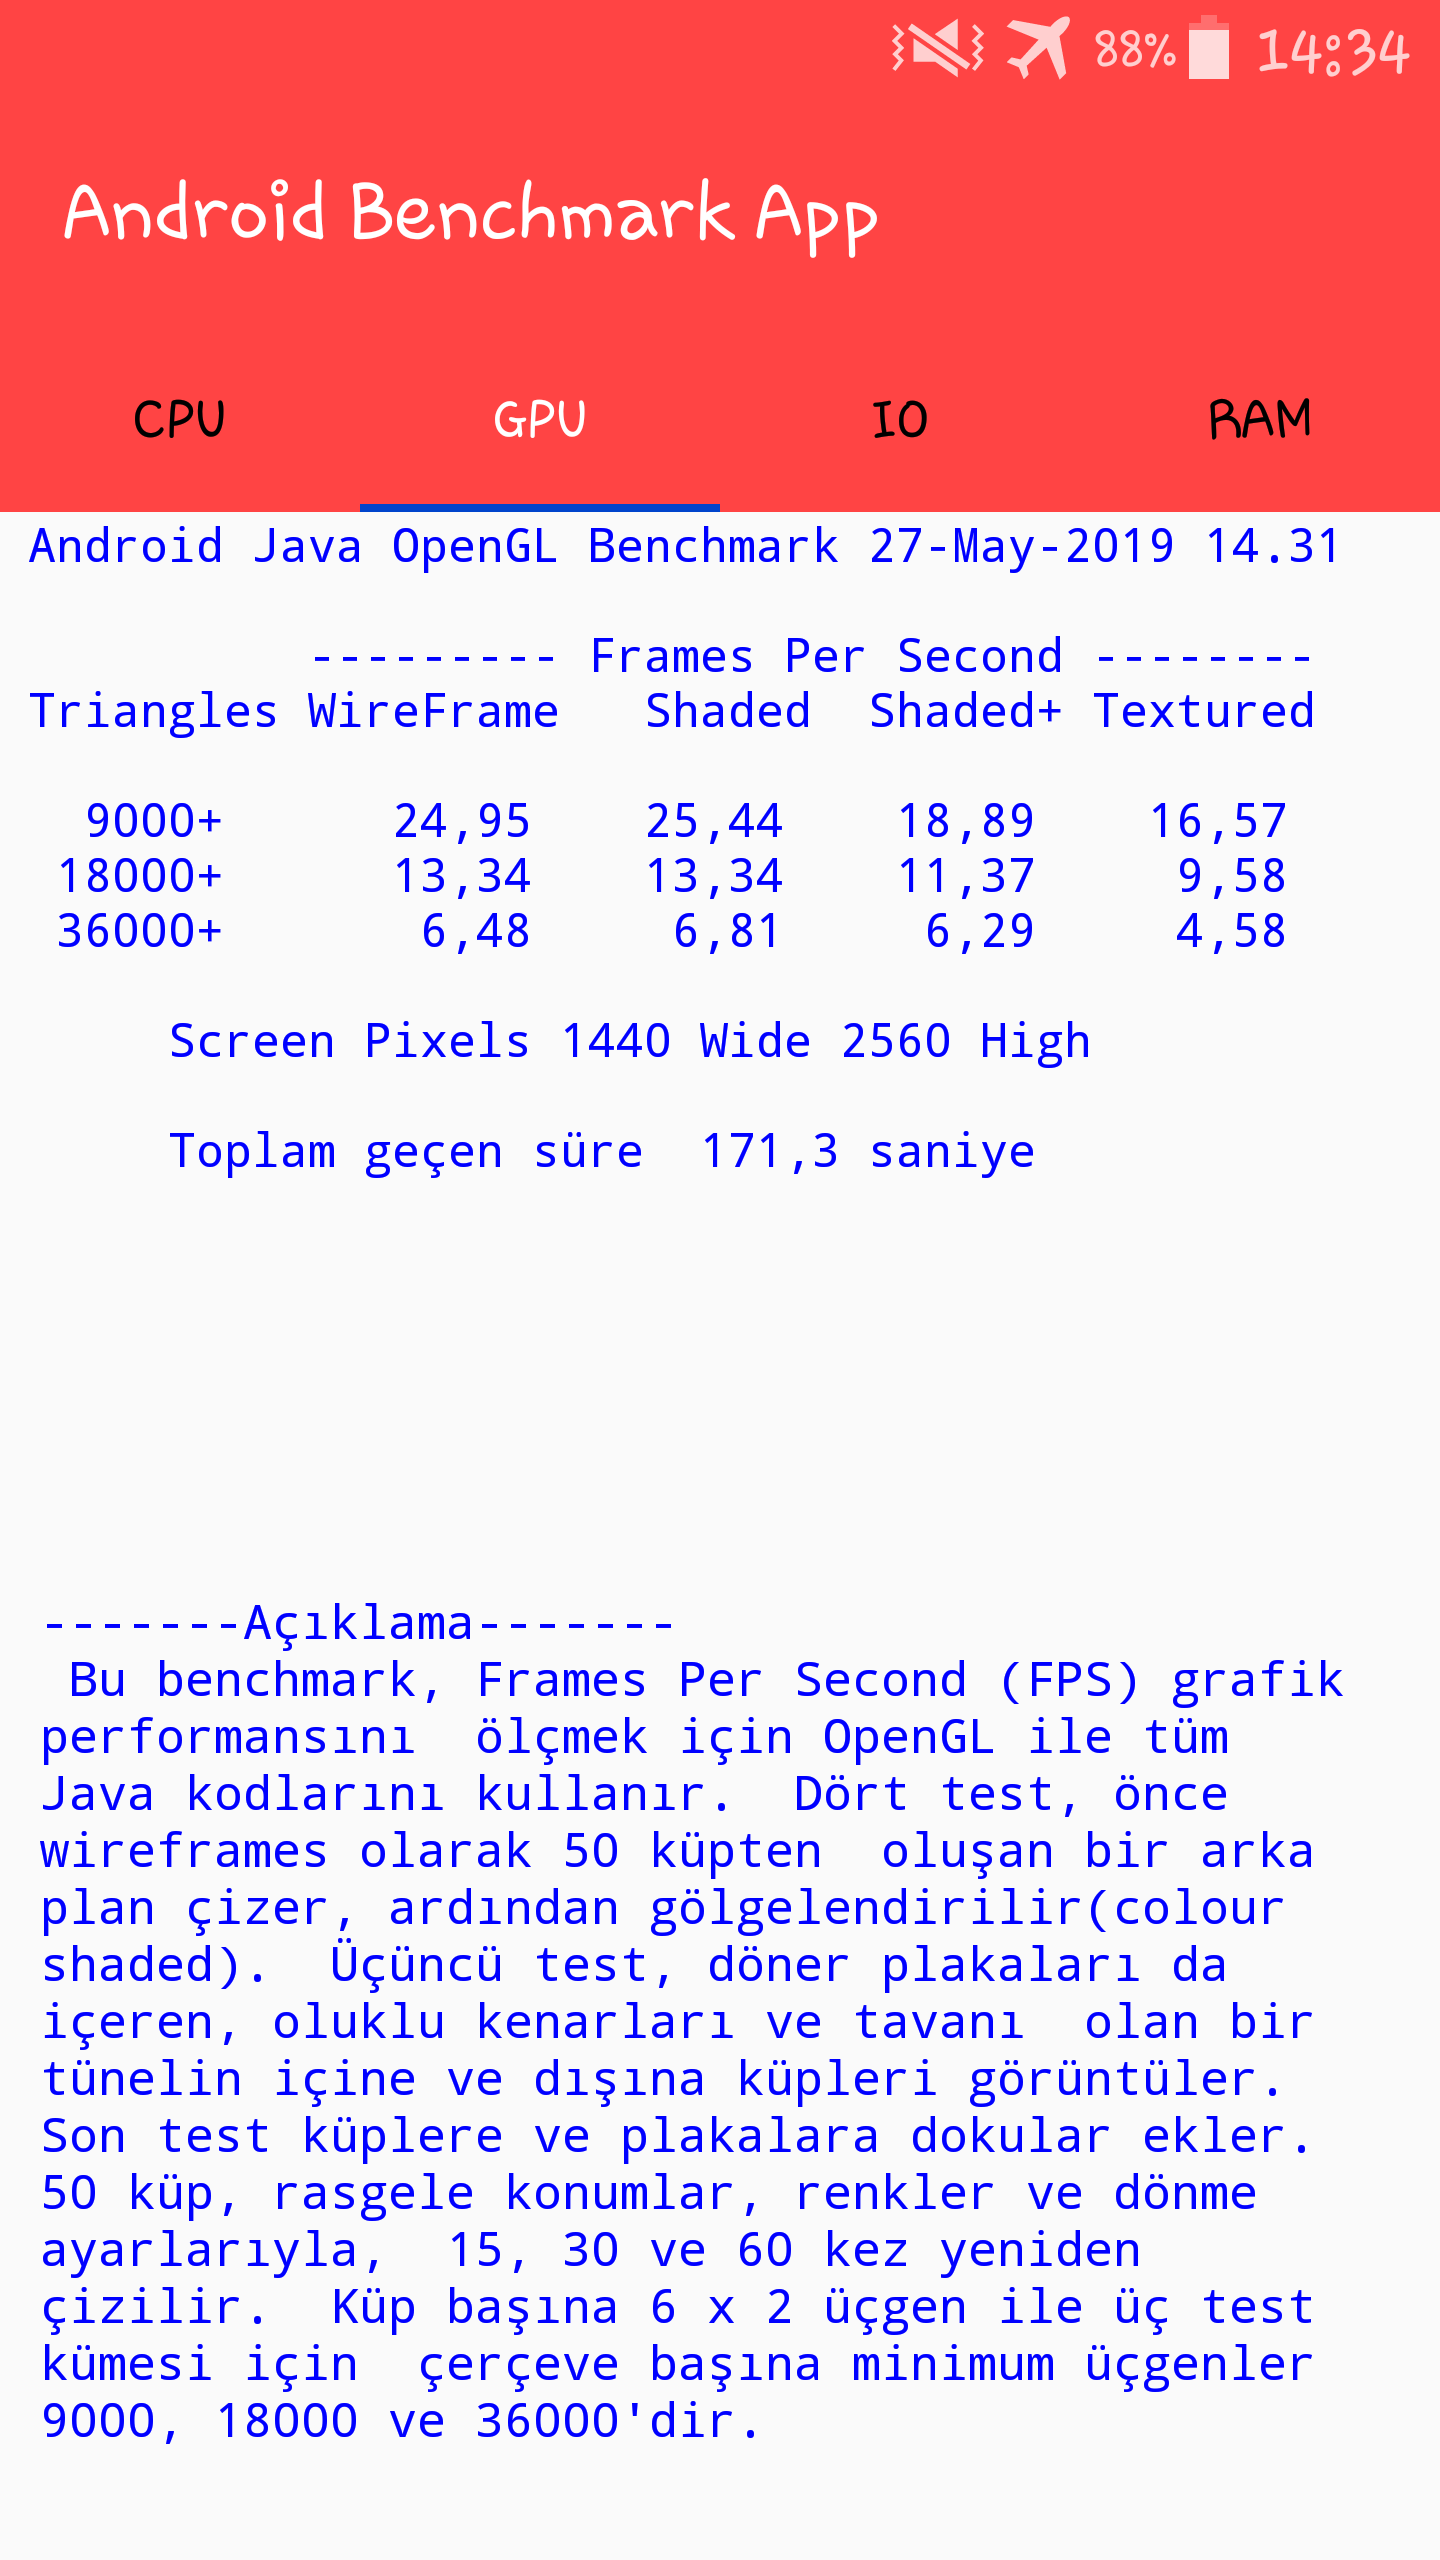 88% 14:34
Android Benchmark App
CPU GPU IO RAM
Android Java OpenGL Benchmark 27-May-2019 14.31
--------- Frames Per Second --------
Triangles WireFrame Shaded Shaded+ Textured
9000+ 24,95 25,44 18,89 16,57
18000+ 13,34 13,34 11,37 9,58
36000+ 6,48 6,81 6,29 4,58
Screen Pixels 1440 Wide 2560 High
Toplam geçen süre 171,3 saniye
-------Açıklama-------
Bu benchmark, Frames Per Second (FPS) grafik
performansını ölçmek için OpenGL ile tüm
Java kodlarını kullanır. Dört test, önce
wireframes olarak 50 küpten oluşan bir arka
plan çizer, ardından gölgelendirilir(colour
shaded). Üçüncü test, döner plakaları da
içeren, oluklu kenarları ve tavanı olan bir
tünelin içine ve dışına küpleri görüntüler.
Son test küplere ve plakalara dokular ekler.
50 küp, rasgele konumlar, renkler ve dönme
ayarlarıyla, 15, 30 ve 60 kez yeniden
çizilir. Küp başına 6 x 2 üçgen ile üç test
kümesi için çerçeve başına minimum üçgenler
9000, 18000 ve 36000'dir.